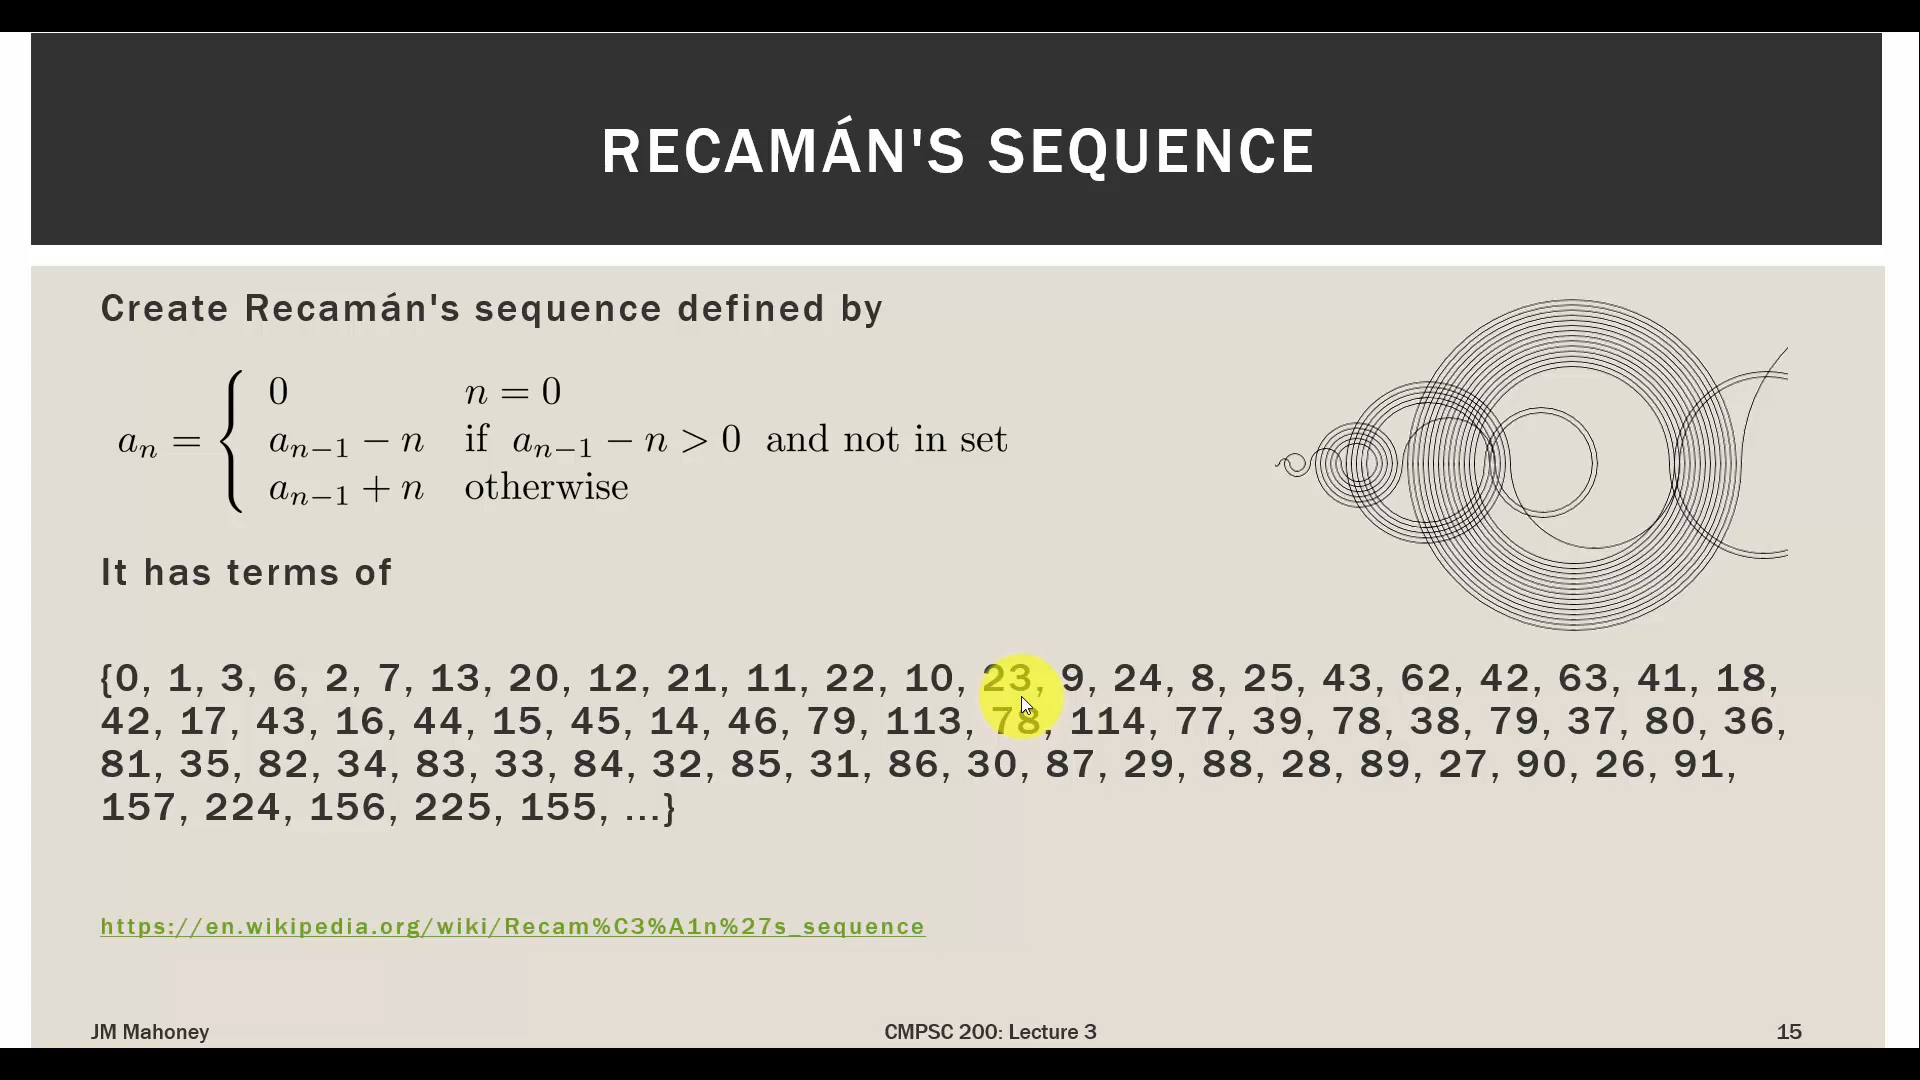 RECAMÁN'S SEQUENCE
Create Recamán's sequence defined by
aₙ = { 0 n = 0
aₙ₋₁ − n if aₙ₋₁ − n > 0 and not in set
aₙ₋₁ + n otherwise
It has terms of
{0, 1, 3, 6, 2, 7, 13, 20, 12, 21, 11, 22, 10, 23, 9, 24, 8, 25, 43, 62, 42, 63, 41, 18,
42, 17, 43, 16, 44, 15, 45, 14, 46, 79, 113, 78, 114, 77, 39, 78, 38, 79, 37, 80, 36,
81, 35, 82, 34, 83, 33, 84, 32, 85, 31, 86, 30, 87, 29, 88, 28, 89, 27, 90, 26, 91,
157, 224, 156, 225, 155, ...}
https://en.wikipedia.org/wiki/Recam%C3%A1n%27s_sequence
JM Mahoney
CMPSC 200: Lecture 3
15